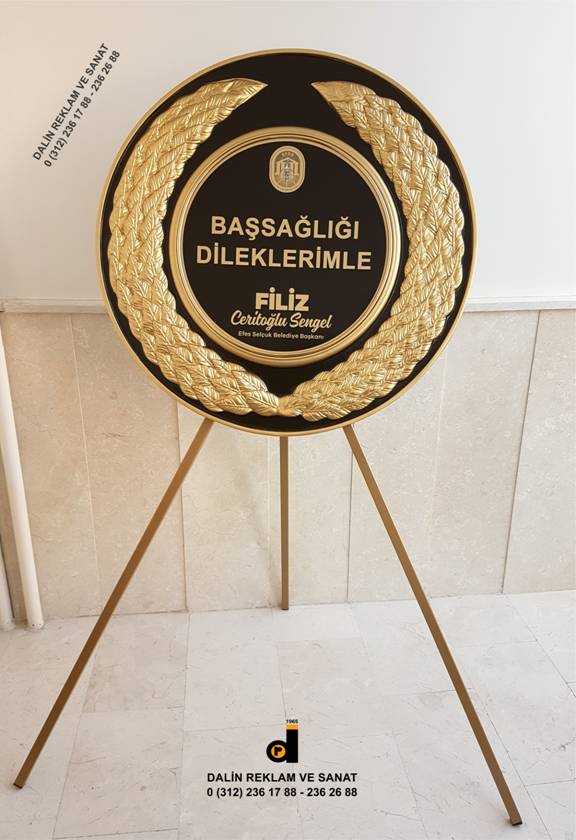 DALİN REKLAM VE SANAT
0 (312) 236 17 88 - 236 26 88
BAŞSAĞLIĞI
DİLEKLERİMLE
FİLİZ
Ceritoğlu Sengel
Efes Selçuk Belediye Başkanı
1965
DALİN REKLAM VE SANAT
0 (312) 236 17 88 - 236 26 88